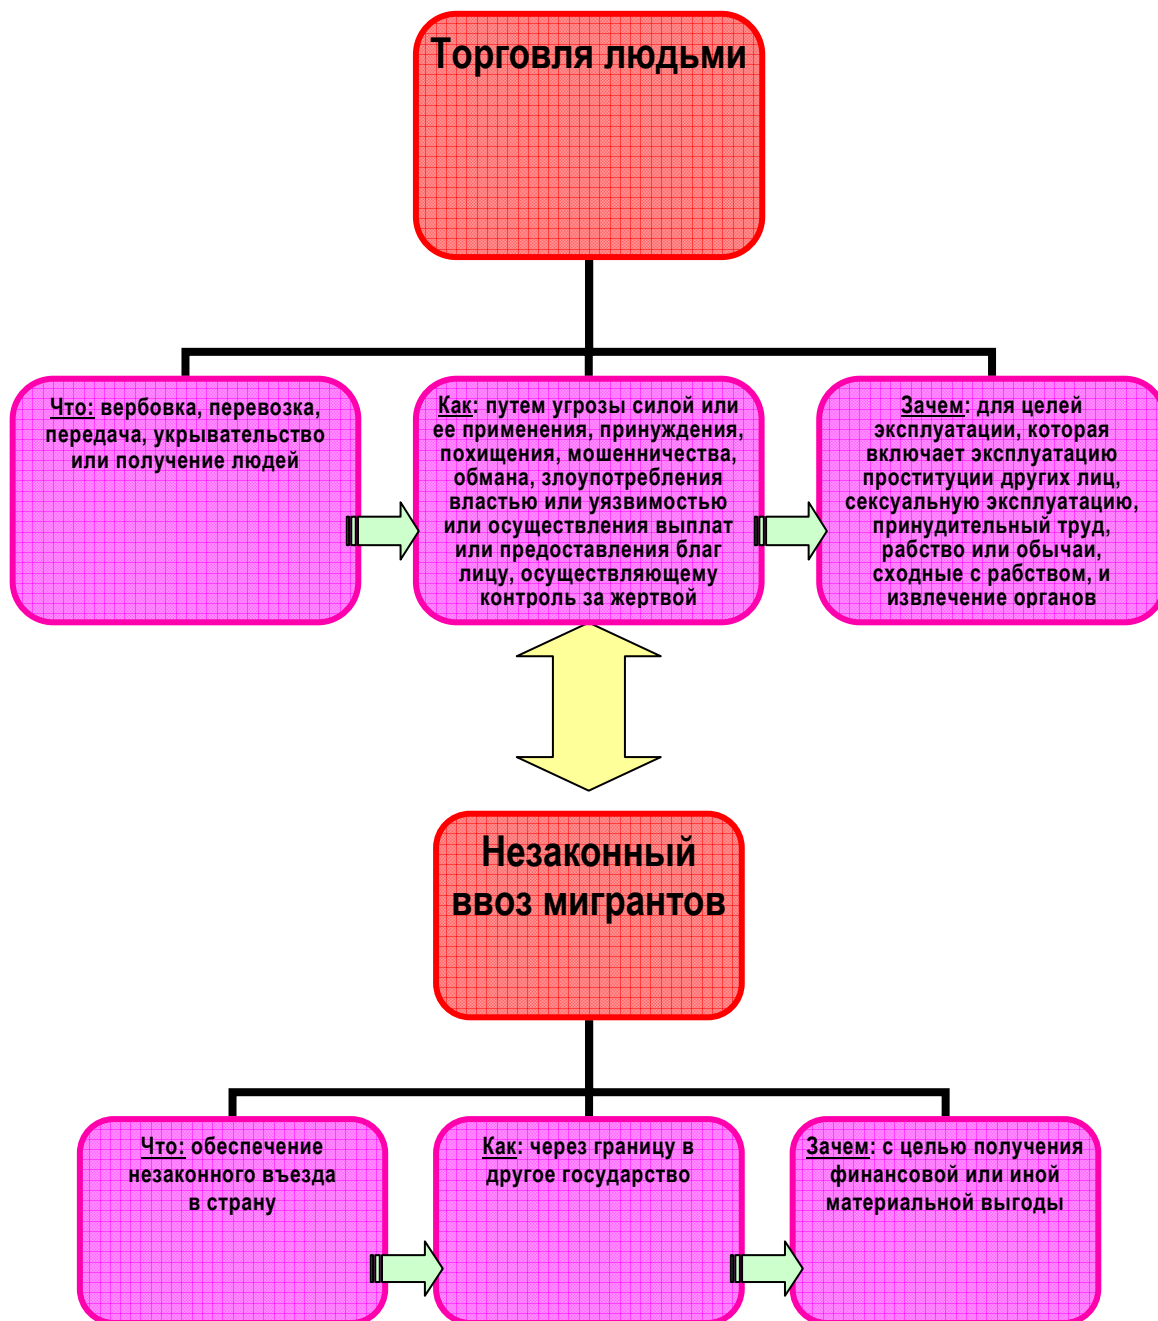 Торговля людьми
Что: вербовка, перевозка,
передача, укрывательство
или получение людей
Как: путем угрозы силой или
ее применения, принуждения,
похищения, мошенничества,
обмана, злоупотребления
властью или уязвимостью
или осуществления выплат
или предоставления благ
лицу, осуществляющему
контроль за жертвой
Зачем: для целей
эксплуатации, которая
включает эксплуатацию
проституции других лиц,
сексуальную эксплуатацию,
принудительный труд,
рабство или обычаи,
сходные с рабством, и
извлечение органов
Незаконный
ввоз мигрантов
Что: обеспечение
незаконного въезда
в страну
Как: через границу в
другое государство
Зачем: с целью получения
финансовой или иной
материальной выгоды